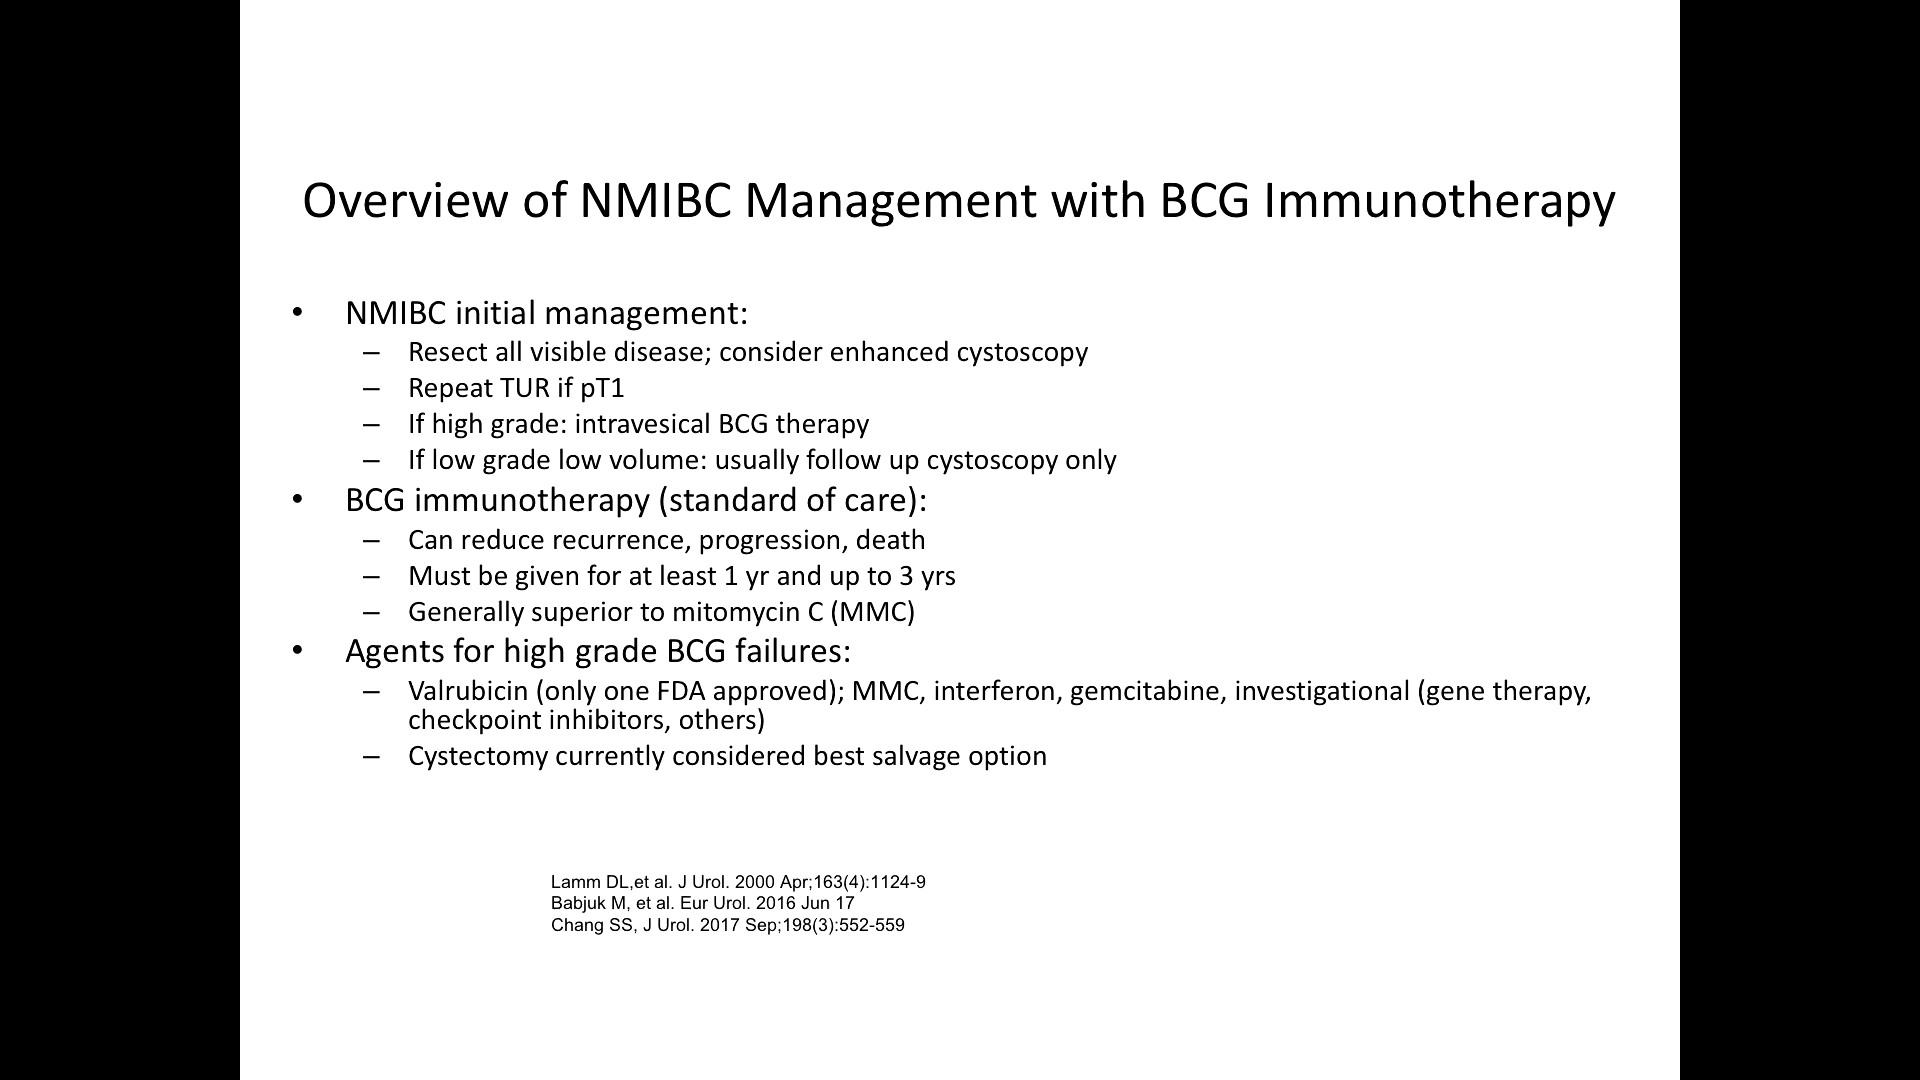 Overview of NMIBC Management with BCG Immunotherapy
• NMIBC initial management:
– Resect all visible disease; consider enhanced cystoscopy
– Repeat TUR if pT1
– If high grade: intravesical BCG therapy
– If low grade low volume: usually follow up cystoscopy only
• BCG immunotherapy (standard of care):
– Can reduce recurrence, progression, death
– Must be given for at least 1 yr and up to 3 yrs
– Generally superior to mitomycin C (MMC)
• Agents for high grade BCG failures:
– Valrubicin (only one FDA approved); MMC, interferon, gemcitabine, investigational (gene therapy,
checkpoint inhibitors, others)
– Cystectomy currently considered best salvage option
Lamm DL,et al. J Urol. 2000 Apr;163(4):1124-9
Babjuk M, et al. Eur Urol. 2016 Jun 17
Chang SS, J Urol. 2017 Sep;198(3):552-559